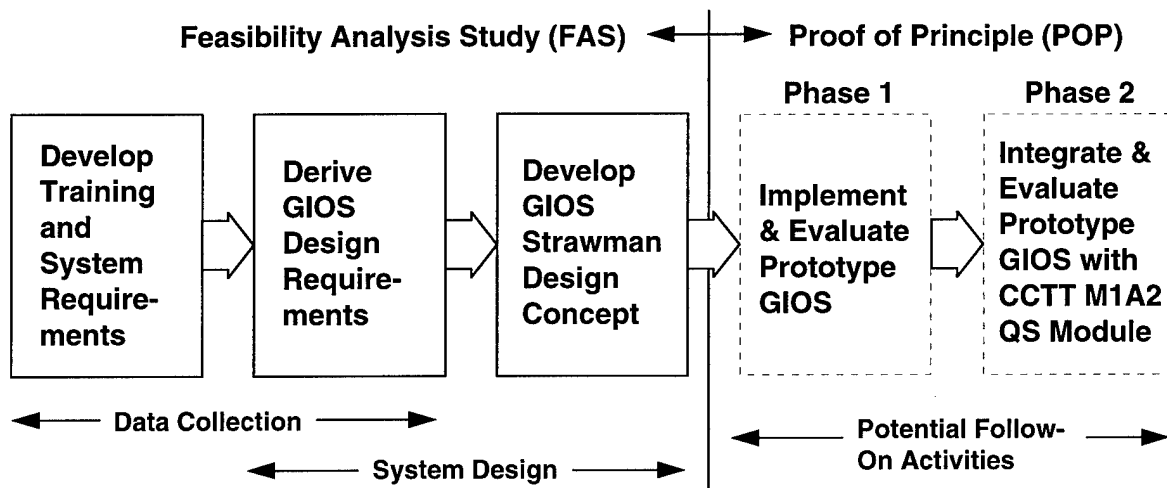 Feasibility Analysis Study (FAS)
Proof of Principle (POP)
Phase 1
Phase 2
Develop
Training
and
System
Require-
ments
Derive
GIOS
Design
Require-
ments
Develop
GIOS
Strawman
Design
Concept
Implement
& Evaluate
Prototype
GIOS
Integrate &
Evaluate
Prototype
GIOS with
CCTT M1A2
QS Module
Data Collection
System Design
Potential Follow-
On Activities